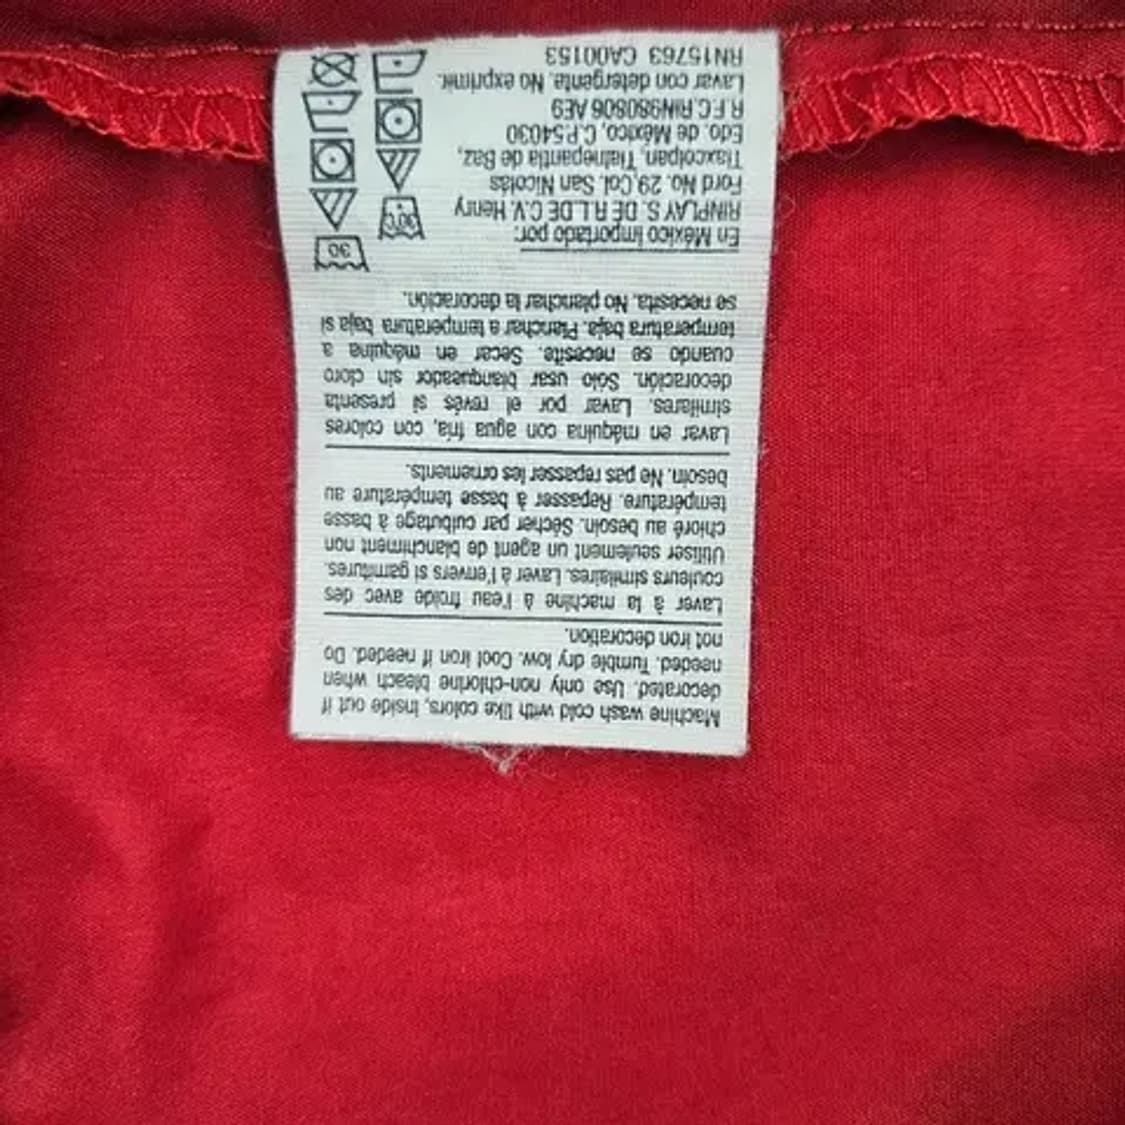 Machine wash cold with like colors, inside out if
decorated. Use only non-chlorine bleach when
needed. Tumble dry low. Cool iron if needed. Do
not iron decoration.
Laver à la machine à l'eau froide avec des
couleurs similaires. Laver à l'envers si garnitures.
Utiliser seulement un agent de blanchiment non
chloré au besoin. Sécher par culbutage à basse
température. Repasser à basse température au
besoin. Ne pas repasser les ornements.
Lavar en máquina con agua fría, con colores
similares. Lavar por el revés si presenta
decoración. Sólo usar blanqueador sin cloro
cuando se necesite. Secar en máquina a
temperatura baja. Planchar a temperatura baja si
se necesita. No planchar la decoración.
En México importado por:
RINPLAY S. DE R.L.DE C.V. Henry
Ford No. 29,Col. San Nicolás
Tlaxcolpan, Tlalnepantla de Baz,
Edo. de México, C.P.54030
R.F.C.RIN980806 AE9
Lavar con detergente. No exprimir.
RN15763 CA00153
30
30°C